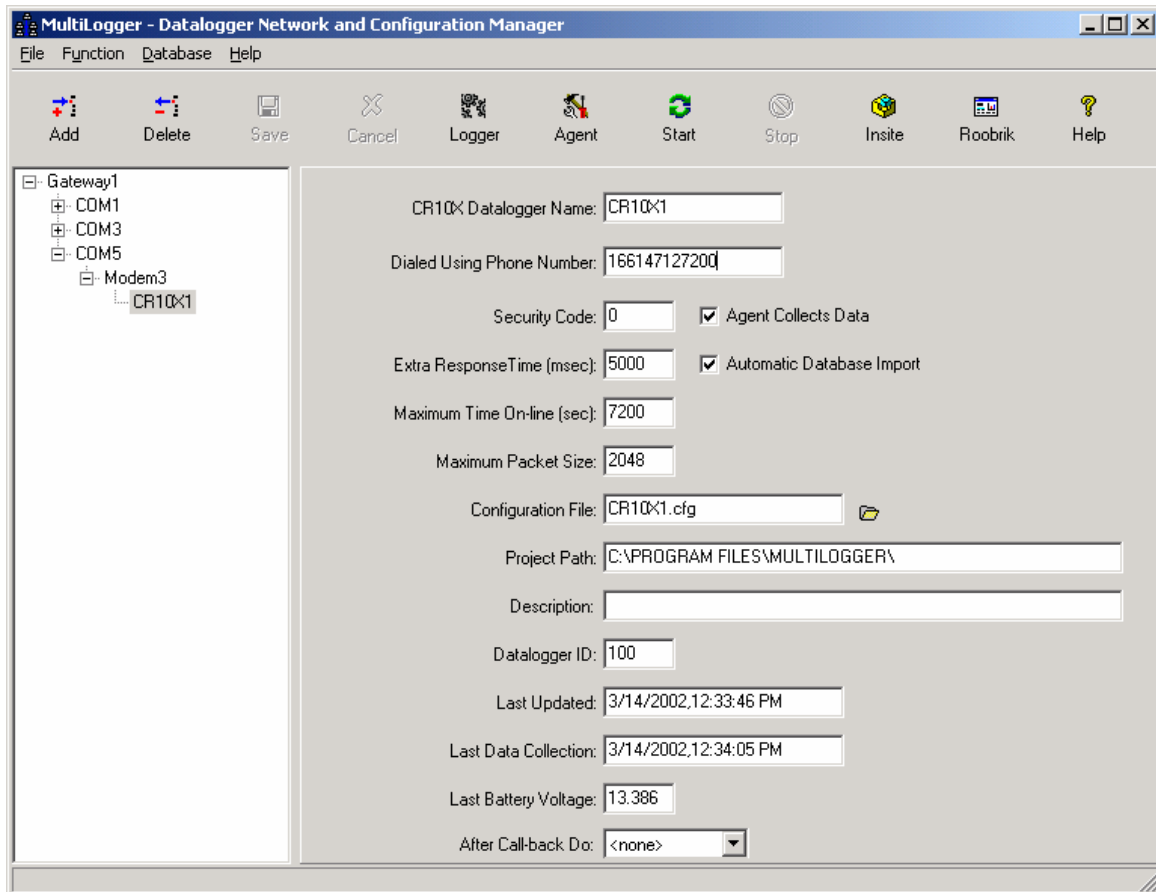 MultiLogger - Datalogger Network and Configuration Manager
File Function Database Help
Add Delete Save Cancel Logger Agent Start Stop Insite Roobrik Help
Gateway1
COM1
COM3
COM5
Modem3
CR10X1
CR10X Datalogger Name: CR10X1
Dialed Using Phone Number: 166147127200
Security Code: 0 Agent Collects Data
Extra ResponseTime (msec): 5000 Automatic Database Import
Maximum Time On-line (sec): 7200
Maximum Packet Size: 2048
Configuration File: CR10X1.cfg
Project Path: C:\PROGRAM FILES\MULTILOGGER\
Description:
Datalogger ID: 100
Last Updated: 3/14/2002,12:33:46 PM
Last Data Collection: 3/14/2002,12:34:05 PM
Last Battery Voltage: 13.386
After Call-back Do: <none>